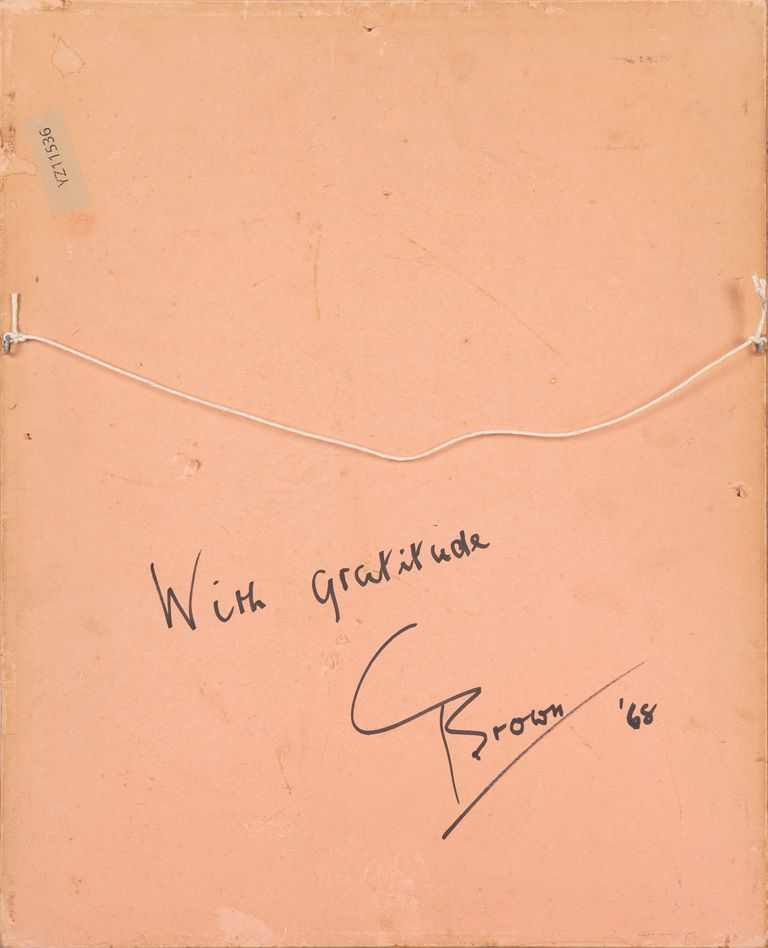 YZ11536
With gratitude
C Brown '68